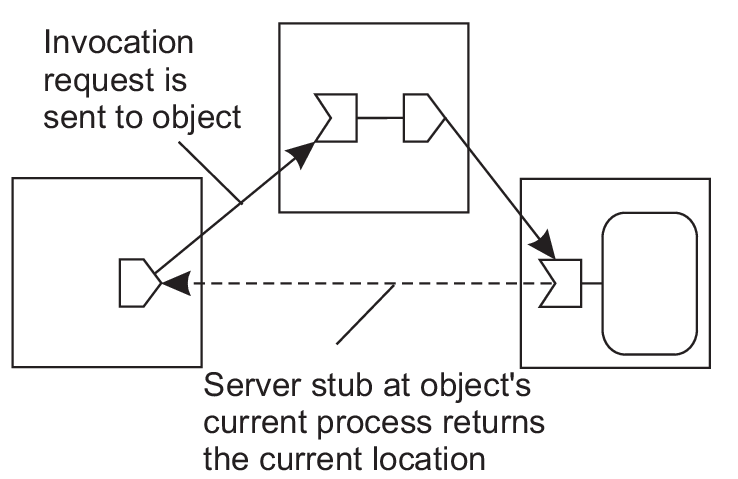 Invocation
request is
sent to object
Server stub at object's
current process returns
the current location